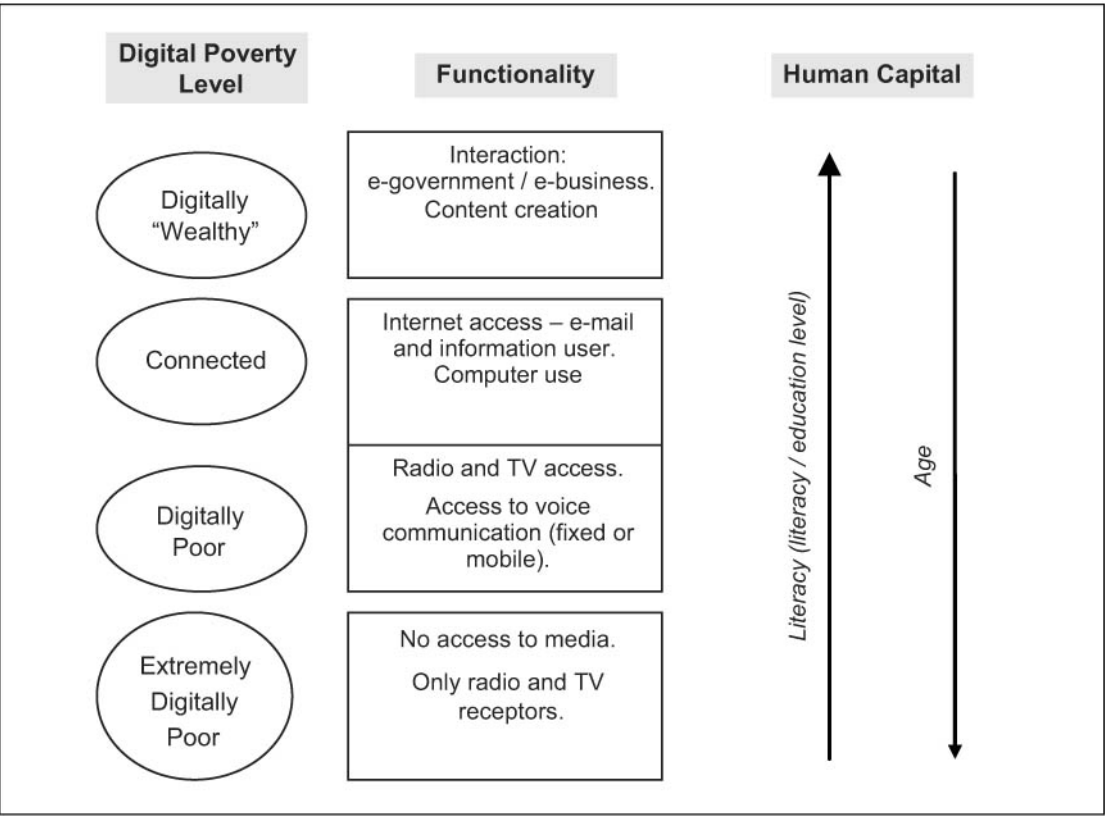 Digital Poverty
Level
Functionality
Human Capital
Digitally
“Wealthy”
Interaction:
e-government / e-business.
Content creation
Connected
Internet access – e-mail
and information user.
Computer use
Digitally
Poor
Radio and TV access.
Access to voice
communication (fixed or
mobile).
Extremely
Digitally
Poor
No access to media.
Only radio and TV
receptors.
Literacy (literacy / education level)
Age